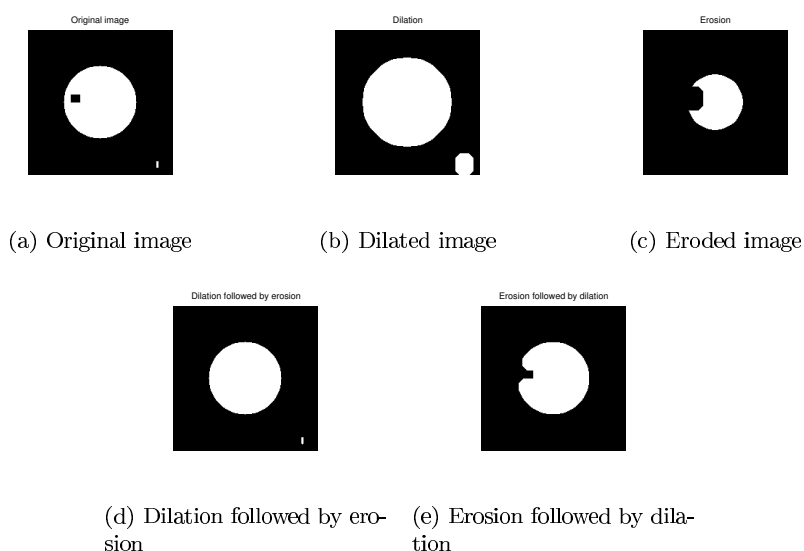 Original image
Dilation
Erosion
(a) Original image
(b) Dilated image
(c) Eroded image
Dilation followed by erosion
Erosion followed by dilation
(d) Dilation followed by ero-
sion
(e) Erosion followed by dila-
tion